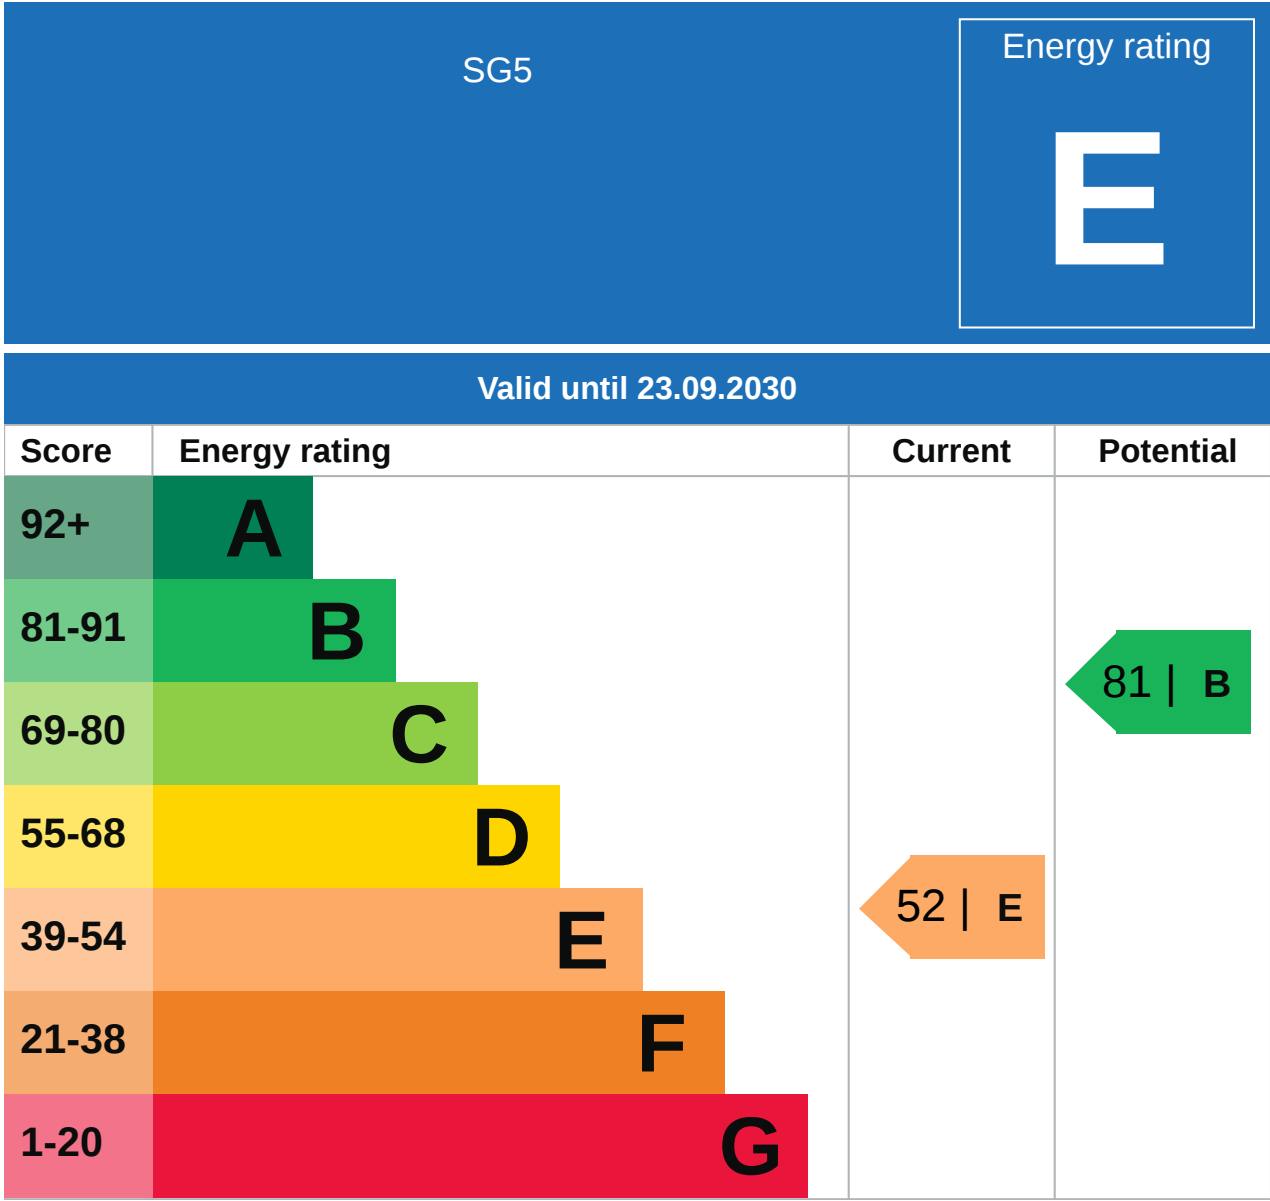 SG5
Energy rating
E
Valid until 23.09.2030
Score Energy rating Current Potential
92+ A
81-91 B
81 | B
69-80 C
55-68 D
39-54 E
52 | E
21-38 F
1-20 G